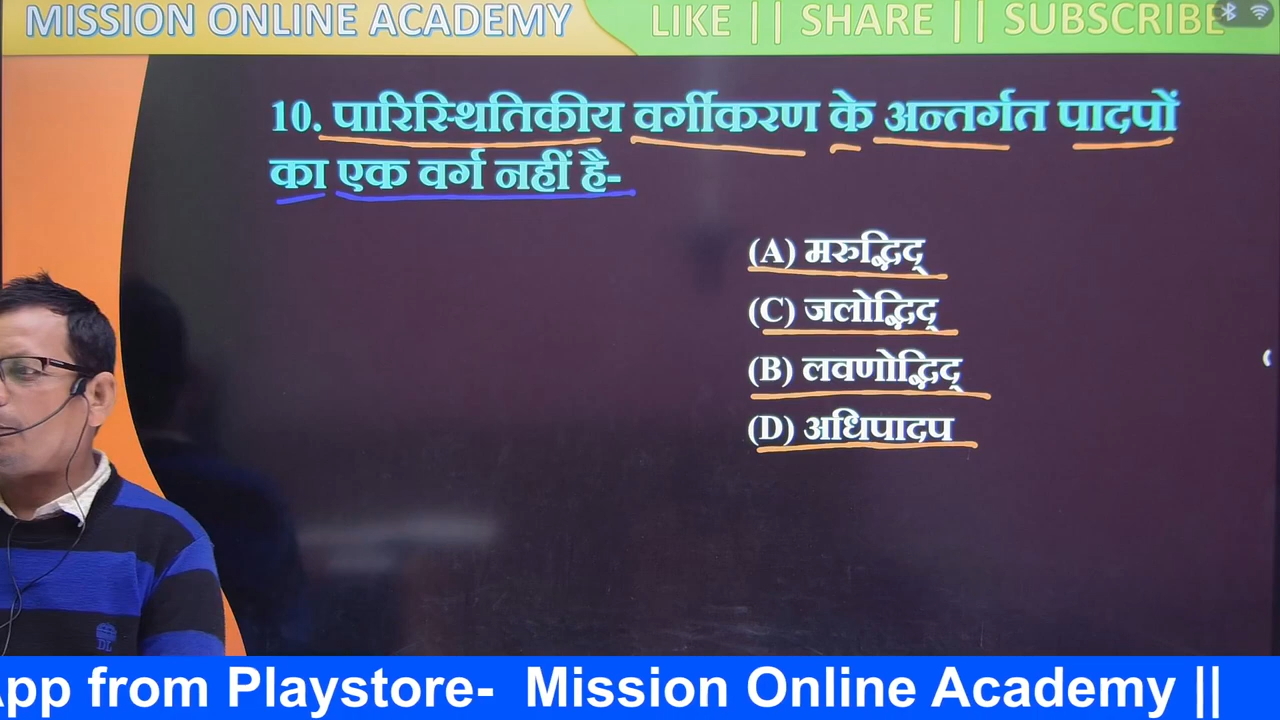 MISSION ONLINE ACADEMY
LIKE || SHARE || SUBSCRIBE
10. पारिस्थितिकीय वर्गीकरण के अन्तर्गत पादपों
का एक वर्ग नहीं है-
(A) मरुद्भिद्
(C) जलोद्भिद्
(B) लवणोद्भिद्
(D) अधिपादप
DL
App from Playstore- Mission Online Academy ||